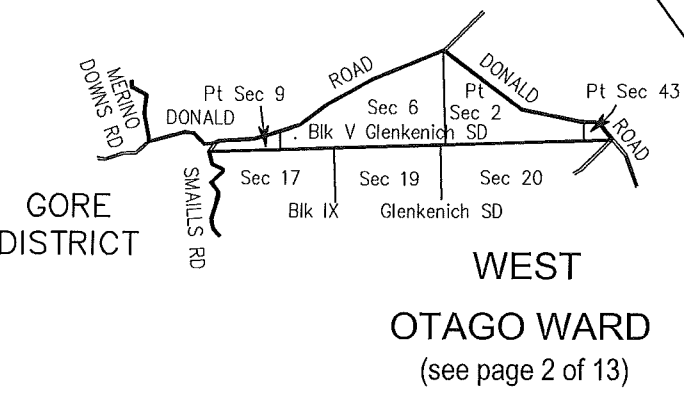 MERINO
DOWNS RD
DONALD
Pt Sec 9
ROAD
Sec 6
Pt
Sec 2
DONALD
Pt Sec 43
ROAD
Blk V Glenkenich SD
Sec 17
Sec 19
Sec 20
SMAILLS RD
Blk IX
Glenkenich SD
GORE
DISTRICT
WEST
OTAGO WARD
(see page 2 of 13)